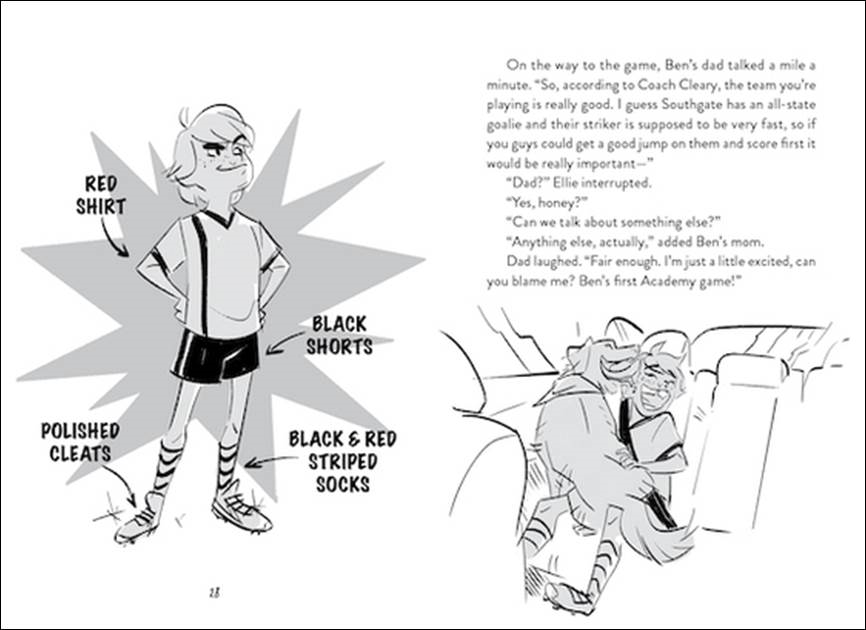 RED
SHIRT
BLACK
SHORTS
POLISHED
CLEATS
BLACK & RED
STRIPED
SOCKS
28
On the way to the game, Ben’s dad talked a mile a
minute. “So, according to Coach Cleary, the team you’re
playing is really good. I guess Southgate has an all-state
goalie and their striker is supposed to be very fast, so if
you guys could get a good jump on them and score first it
would be really important—”
“Dad?” Ellie interrupted.
“Yes, honey?”
“Can we talk about something else?”
“Anything else, actually,” added Ben’s mom.
Dad laughed. “Fair enough. I’m just a little excited, can
you blame me? Ben’s first Academy game!”